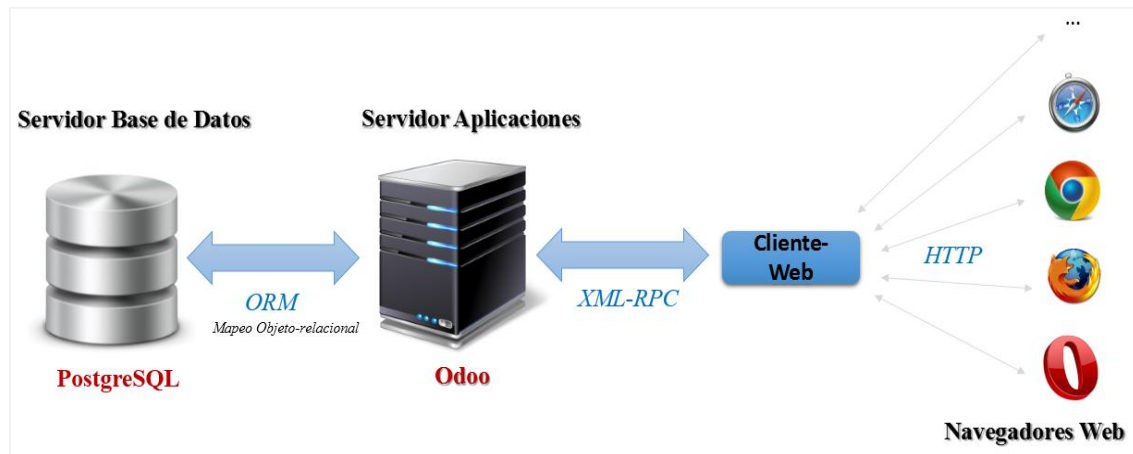 ...
Servidor Base de Datos
Servidor Aplicaciones
Cliente-
Web
HTTP
ORM
Mapeo Objeto-relacional
XML-RPC
PostgreSQL
Odoo
Navegadores Web